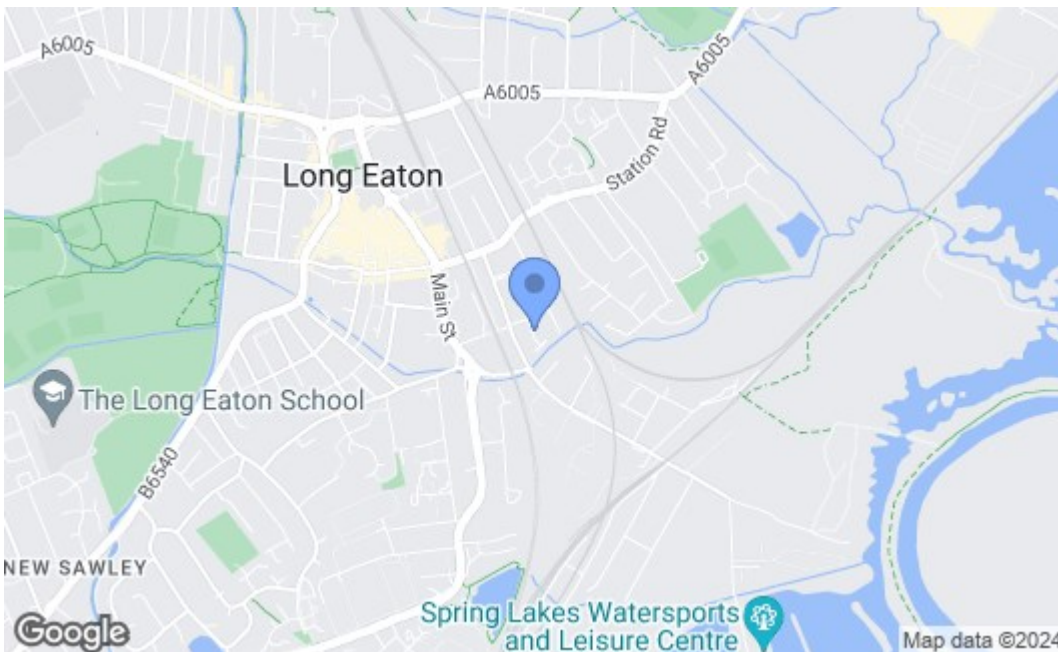 A6005
A6005
A6005
Station Rd
Long Eaton
Main St
The Long Eaton School
B6540
NEW SAWLEY
Spring Lakes Watersports
and Leisure Centre
Google
Map data ©2024